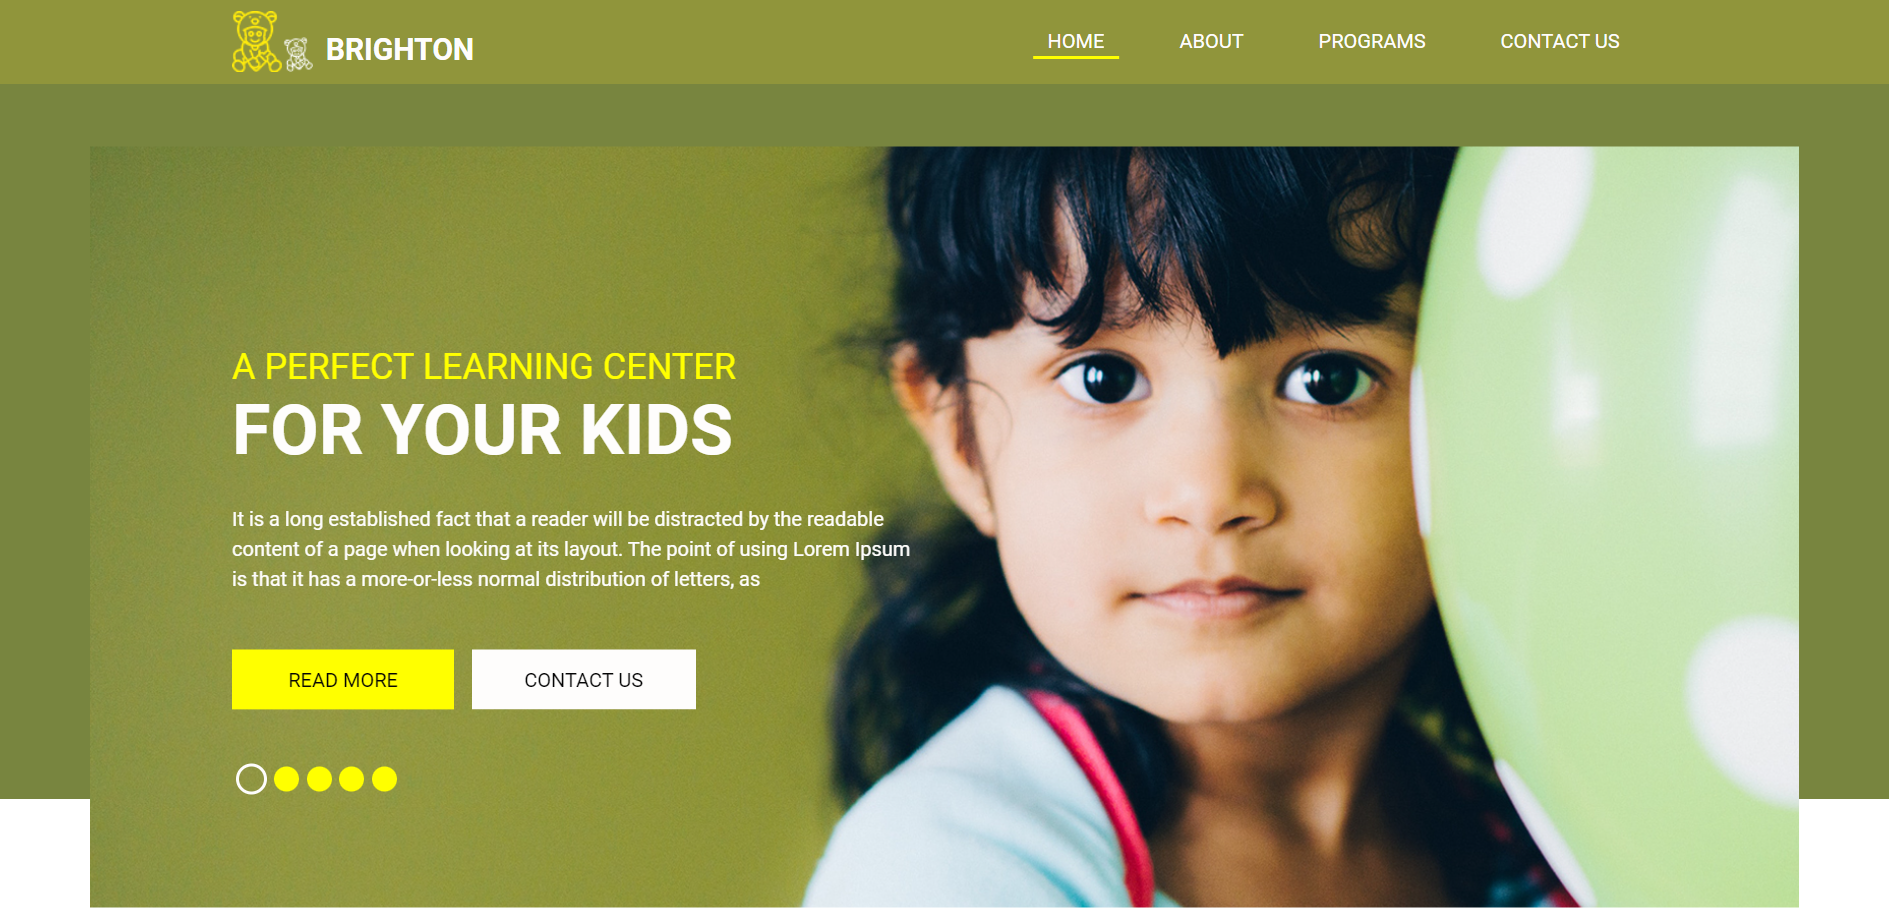 BRIGHTON
HOME ABOUT PROGRAMS CONTACT US
A PERFECT LEARNING CENTER
FOR YOUR KIDS
It is a long established fact that a reader will be distracted by the readable
content of a page when looking at its layout. The point of using Lorem Ipsum
is that it has a more-or-less normal distribution of letters, as
READ MORE CONTACT US